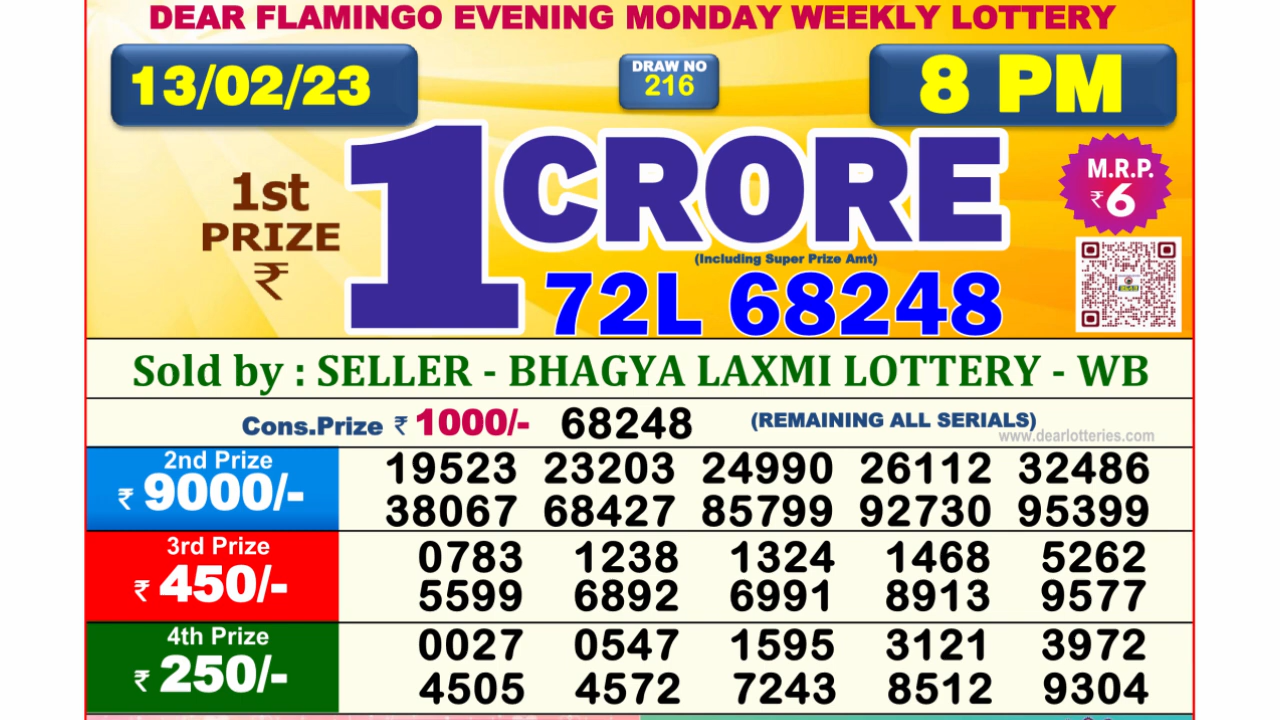 DEAR FLAMINGO EVENING MONDAY WEEKLY LOTTERY
13/02/23
DRAW NO
216
8 PM
1st
PRIZE
₹
1 CRORE
(Including Super Prize Amt)
72L 68248
M.R.P.
₹ 6
Sold by : SELLER - BHAGYA LAXMI LOTTERY - WB
Cons.Prize ₹ 1000/- 68248 (REMAINING ALL SERIALS)
www.dearlotteries.com
2nd Prize
₹ 9000/-
19523 23203 24990 26112 32486
38067 68427 85799 92730 95399
3rd Prize
₹ 450/-
0783 1238 1324 1468 5262
5599 6892 6991 8913 9577
4th Prize
₹ 250/-
0027 0547 1595 3121 3972
4505 4572 7243 8512 9304